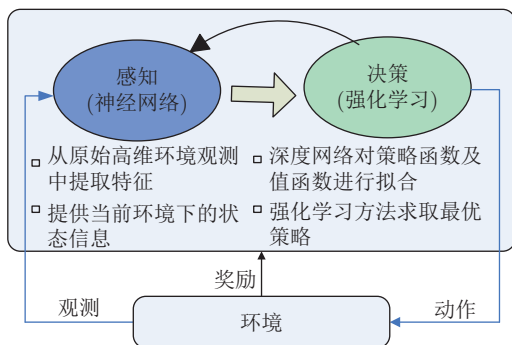 感知
(神经网络)
决策
(强化学习)
从原始高维环境观测
中提取特征
提供当前环境下的状
态信息
深度网络对策略函数及
值函数进行拟合
强化学习方法求取最优
策略
奖励
观测
环境
动作